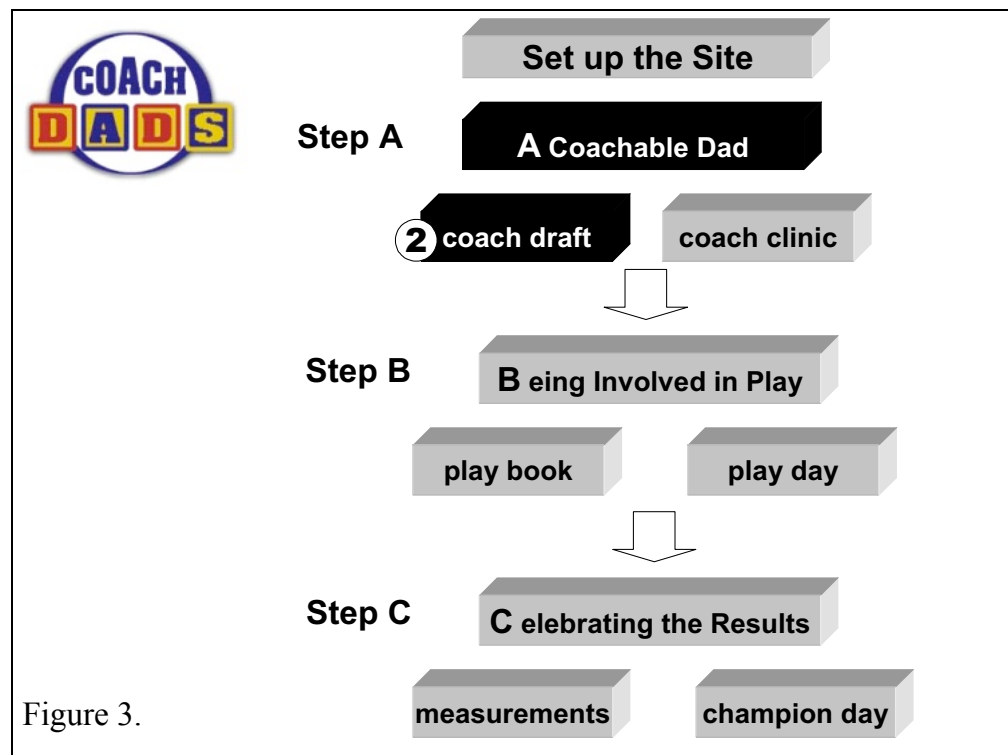 COACH
DADS
Set up the Site
Step A
A Coachable Dad
2 coach draft
coach clinic
Step B
B eing Involved in Play
play book
play day
Step C
C elebrating the Results
measurements
champion day
Figure 3.